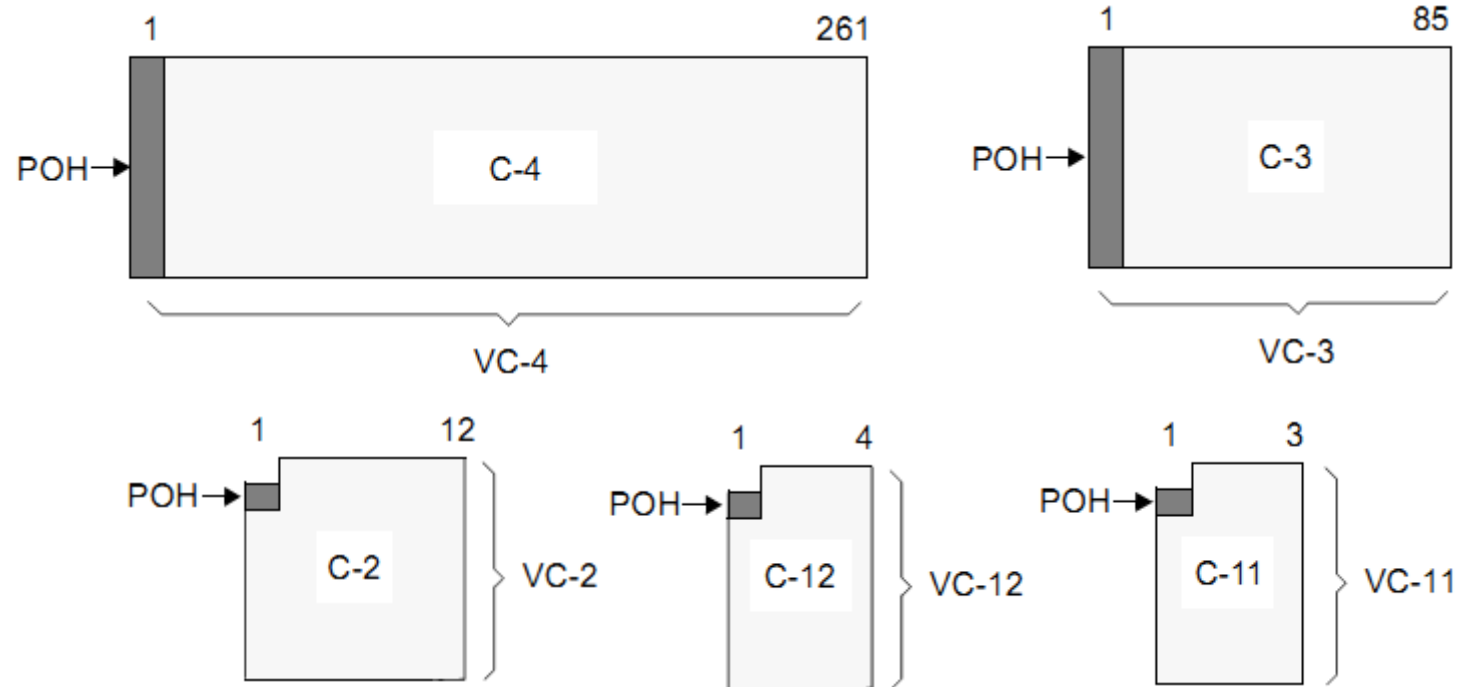 1 261
POH
C-4
VC-4
1 85
POH
C-3
VC-3
1 12
POH
C-2
VC-2
1 4
POH
C-12
VC-12
1 3
POH
C-11
VC-11